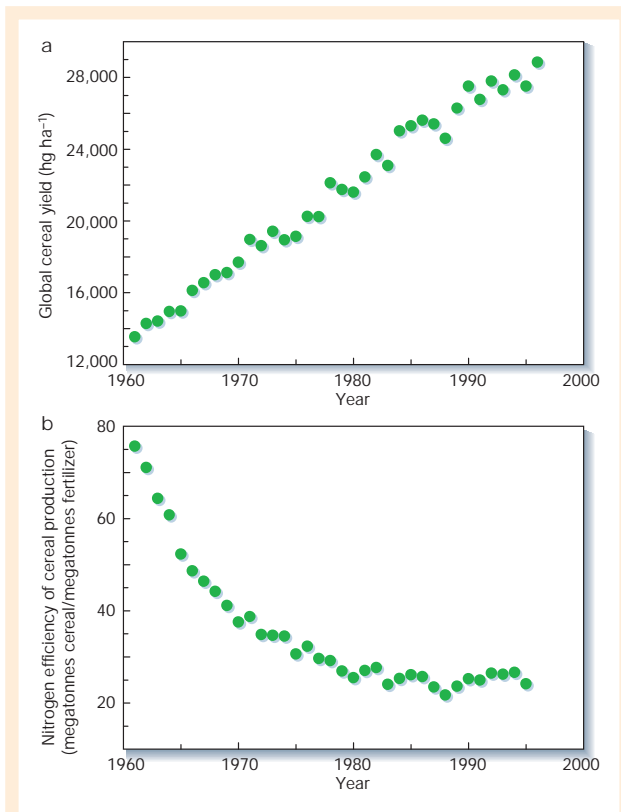 a
Global cereal yield (hg ha⁻¹)
28,000
24,000
20,000
16,000
12,000
1960 1970 1980 1990 2000
Year
b
Nitrogen efficiency of cereal production
(megatonnes cereal/megatonnes fertilizer)
80
60
40
20
1960 1970 1980 1990 2000
Year